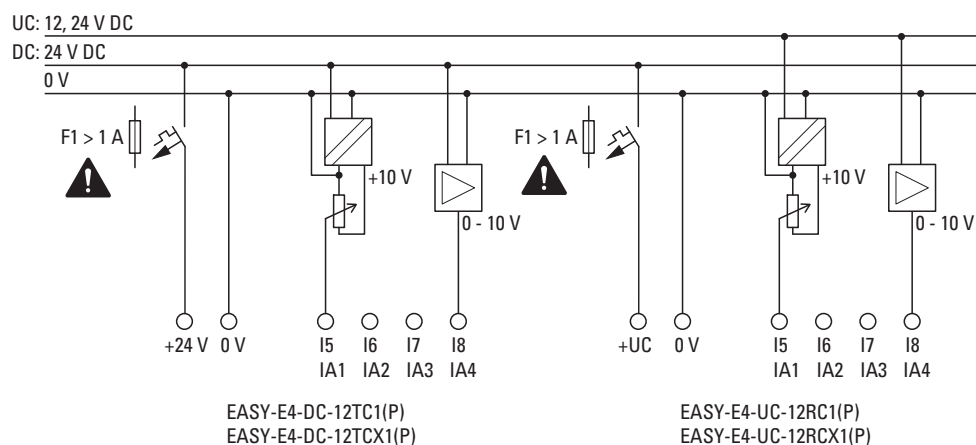 UC: 12, 24 V DC
DC: 24 V DC
0 V
F1 > 1 A
+10 V
0 - 10 V
F1 > 1 A
+10 V
0 - 10 V
+24 V 0 V I5 I6 I7 I8
IA1 IA2 IA3 IA4
+UC 0 V I5 I6 I7 I8
IA1 IA2 IA3 IA4
EASY-E4-DC-12TC1(P)
EASY-E4-DC-12TCX1(P)
EASY-E4-UC-12RC1(P)
EASY-E4-UC-12RCX1(P)